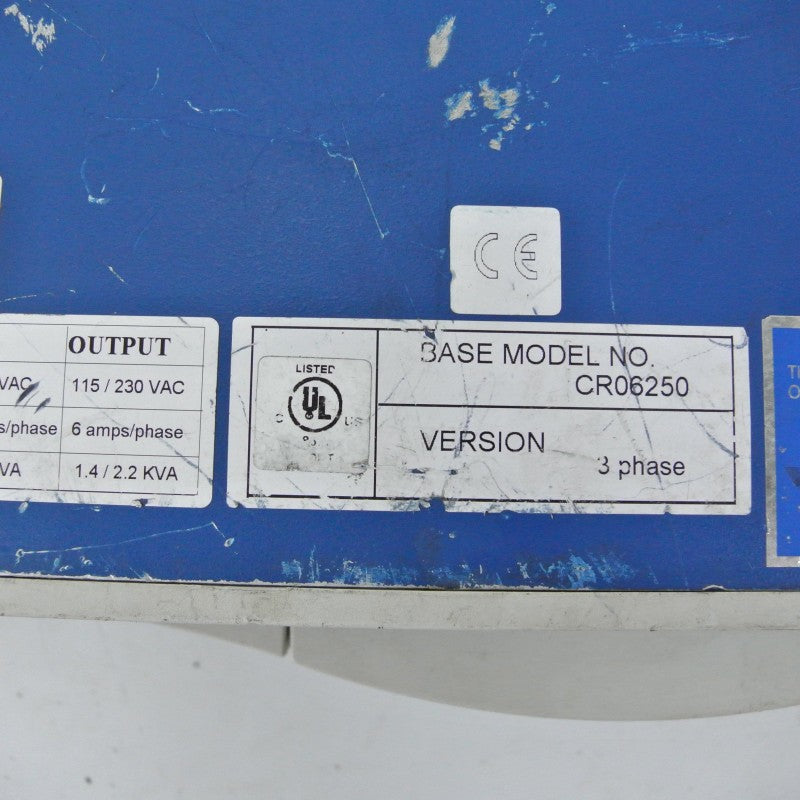 CE
OUTPUT
VAC 115 / 230 VAC
s/phase 6 amps/phase
VA 1.4 / 2.2 KVA
LISTED
C UL US
BASE MODEL NO.
CR06250
VERSION
3 phase